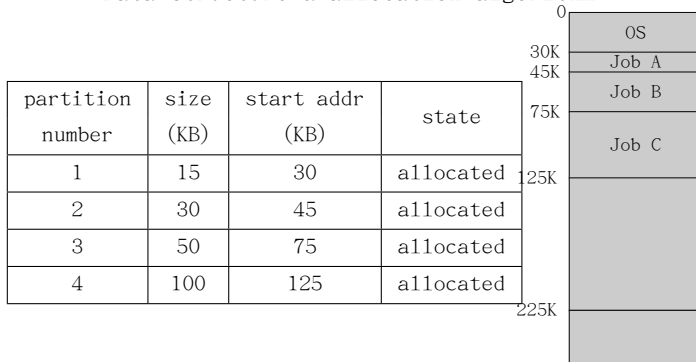 0
OS
30K
Job A
45K
Job B
75K
Job C
125K
225K
partition number size (KB) start addr (KB) state
1 15 30 allocated
2 30 45 allocated
3 50 75 allocated
4 100 125 allocated